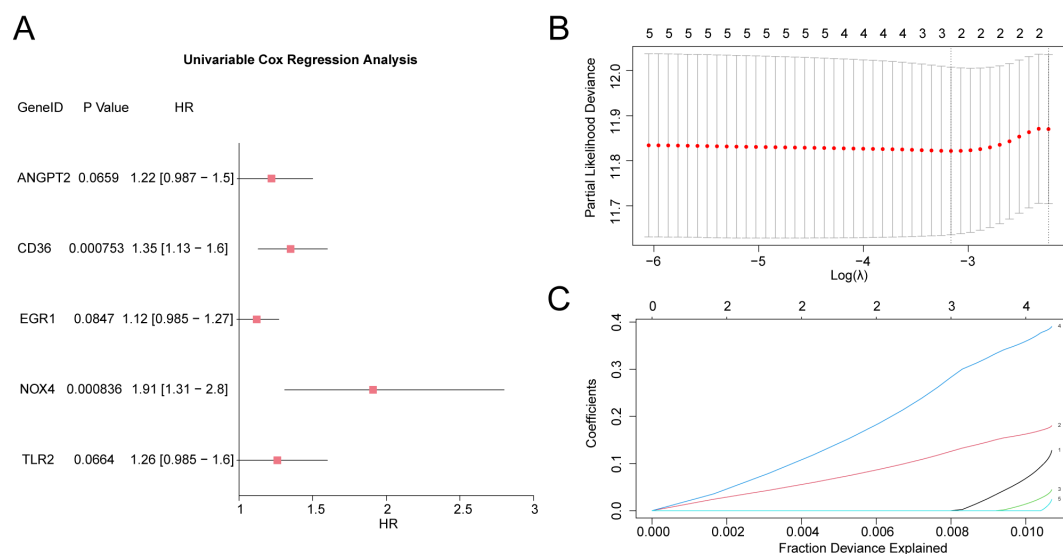 A
Univariable Cox Regression Analysis
GeneID P Value HR
ANGPT2 0.0659 1.22 [0.987 − 1.5]
CD36 0.000753 1.35 [1.13 − 1.6]
EGR1 0.0847 1.12 [0.985 − 1.27]
NOX4 0.000836 1.91 [1.31 − 2.8]
TLR2 0.0664 1.26 [0.985 − 1.6]
1 1.5 2 2.5 3
HR
B
5 5 5 5 5 5 5 5 5 4 4 4 4 3 3 2 2 2 2 2
12.0
11.9
11.8
11.7
Partial Likelihood Deviance
−6 −5 −4 −3
Log(λ)
C
0 2 2 2 3 4
0.4
0.3
0.2
0.1
0.0
Coefficients
4
2
1
3
5
0.000 0.002 0.004 0.006 0.008 0.010
Fraction Deviance Explained